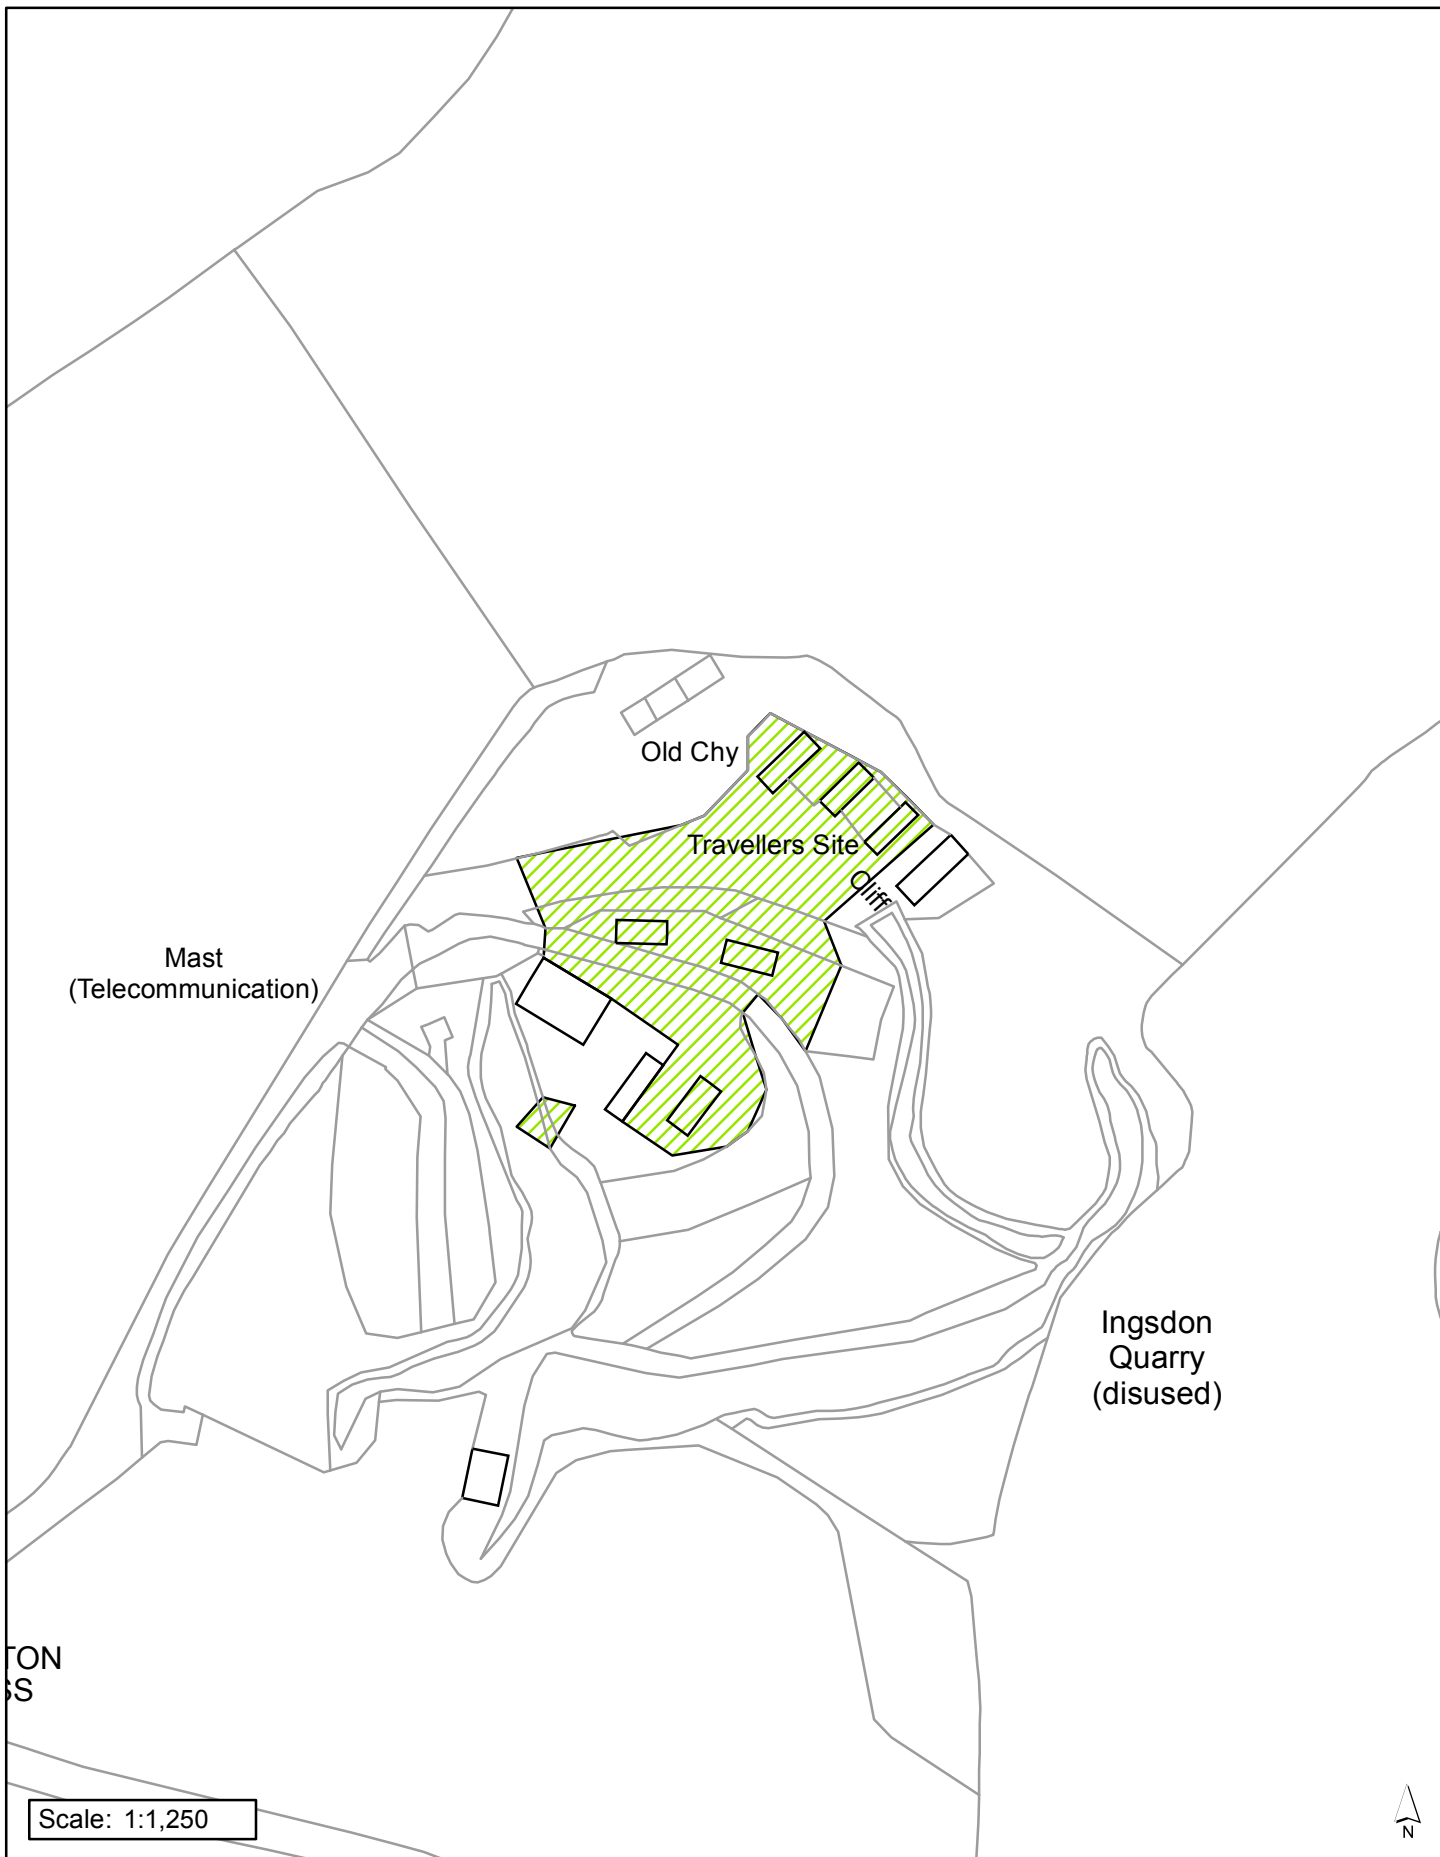 Old Chy
Travellers Site
Cliff
Mast
(Telecommunication)
Ingsdon
Quarry
(disused)
TON
SS
Scale: 1:1,250
N